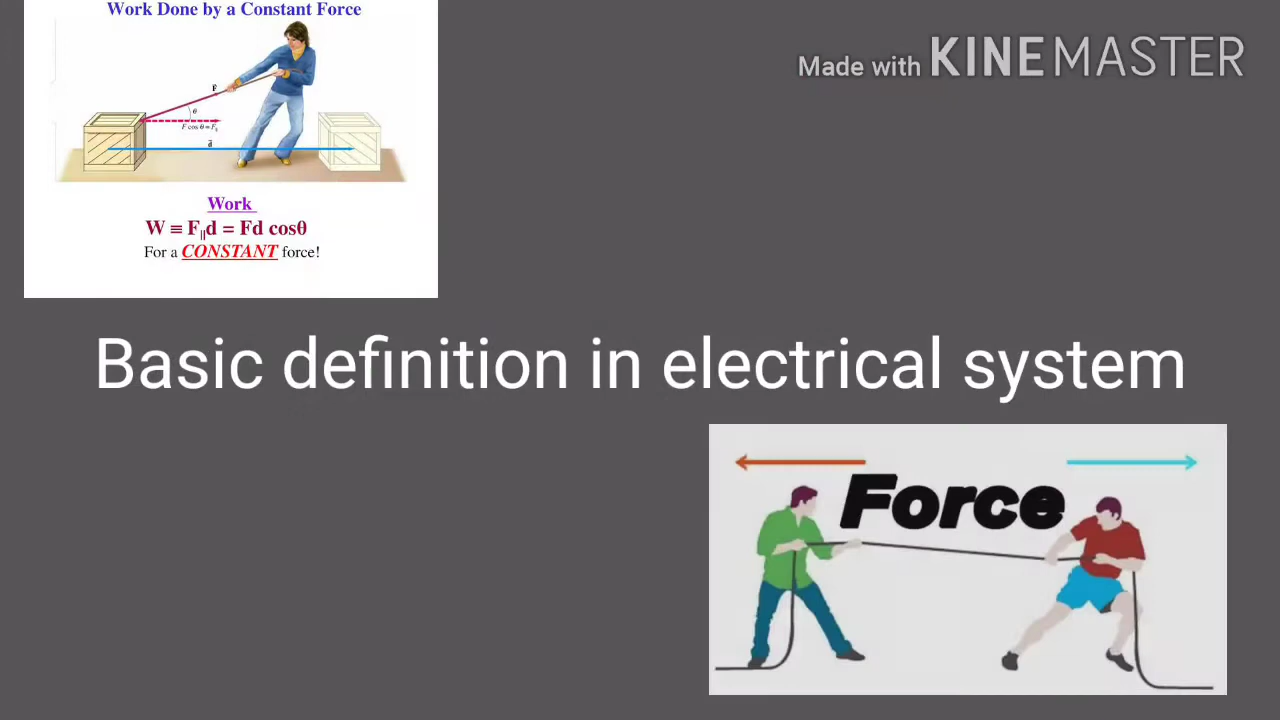 Work Done by a Constant Force
Made with KINEMASTER
F
θ
F cos θ = F||
d
Work
W ≡ F||d = Fd cosθ
For a CONSTANT force!
Basic definition in electrical system
Force